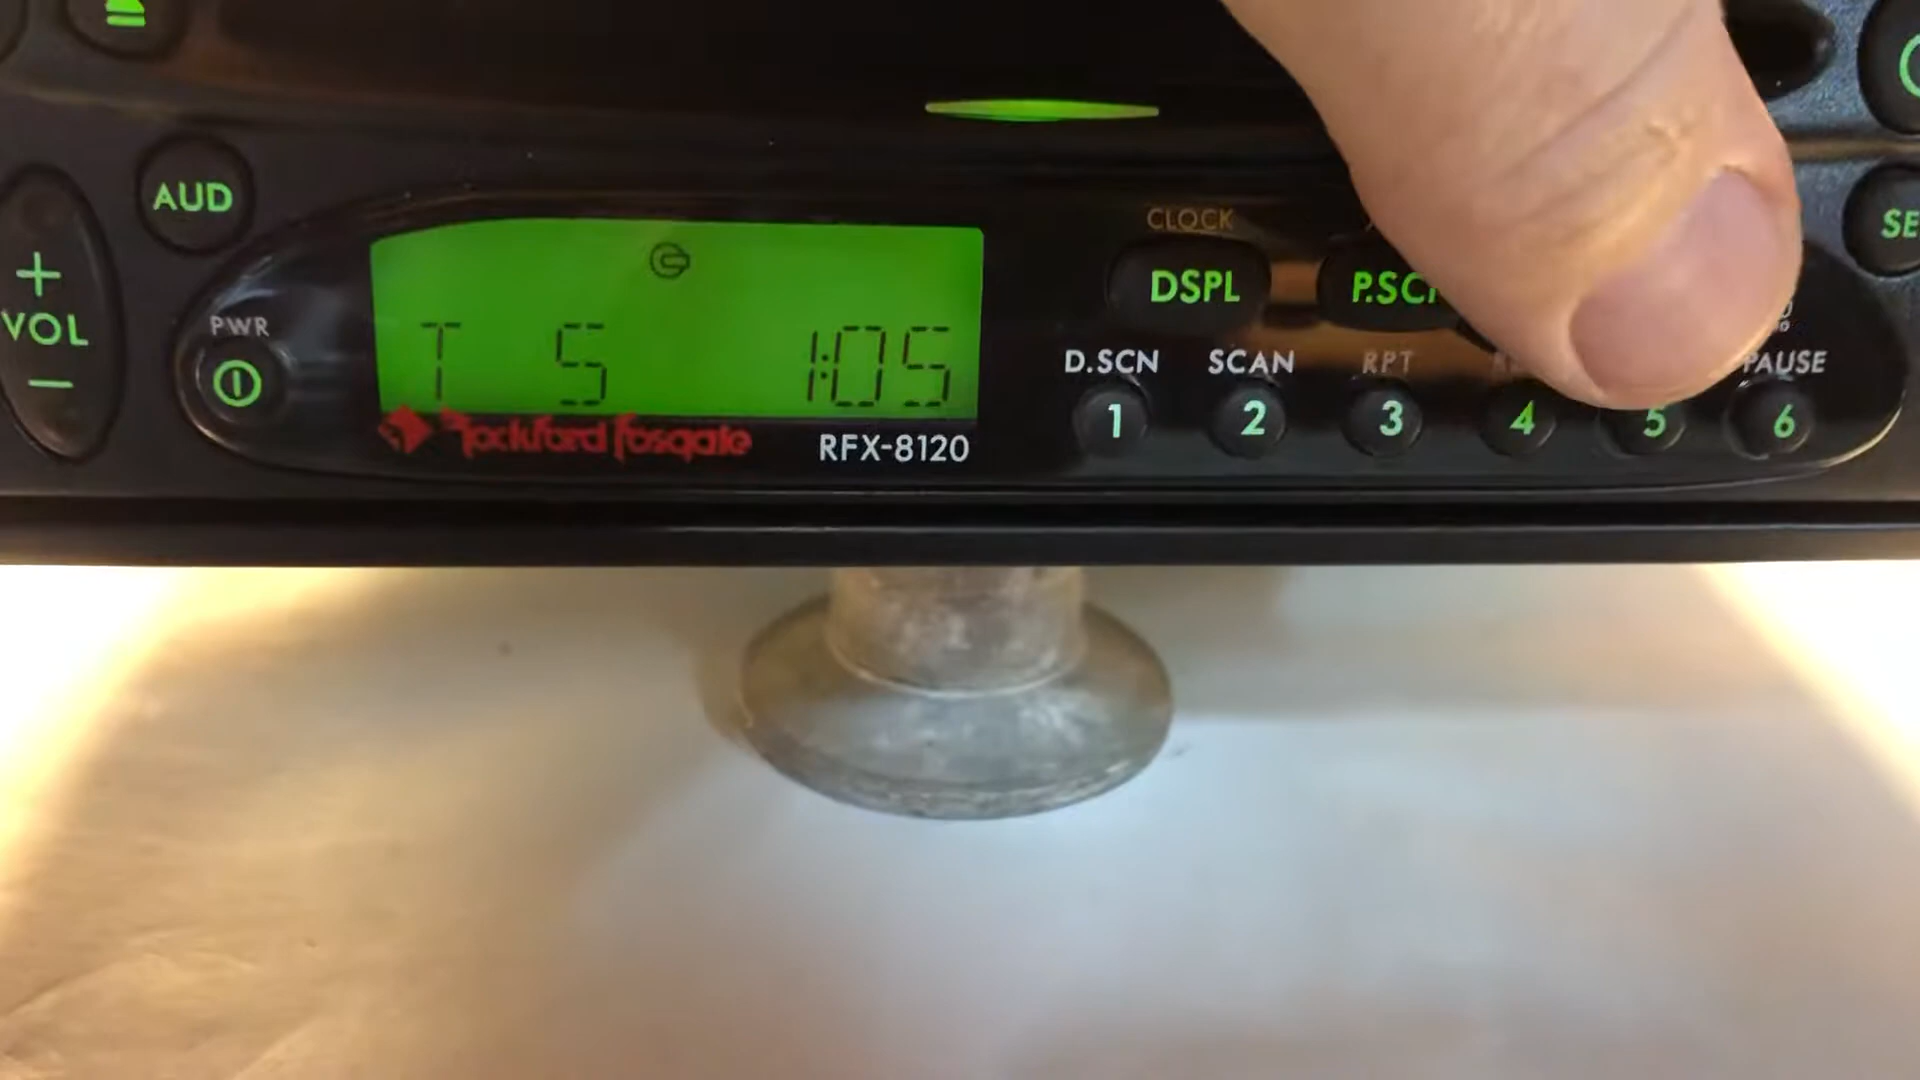 AUD
+
VOL
−
PWR
T 5 1:05
Rockford Fosgate
RFX-8120
CLOCK
DSPL
P.SC
SE
D.SCN SCAN RPT PAUSE
1 2 3 4 5 6